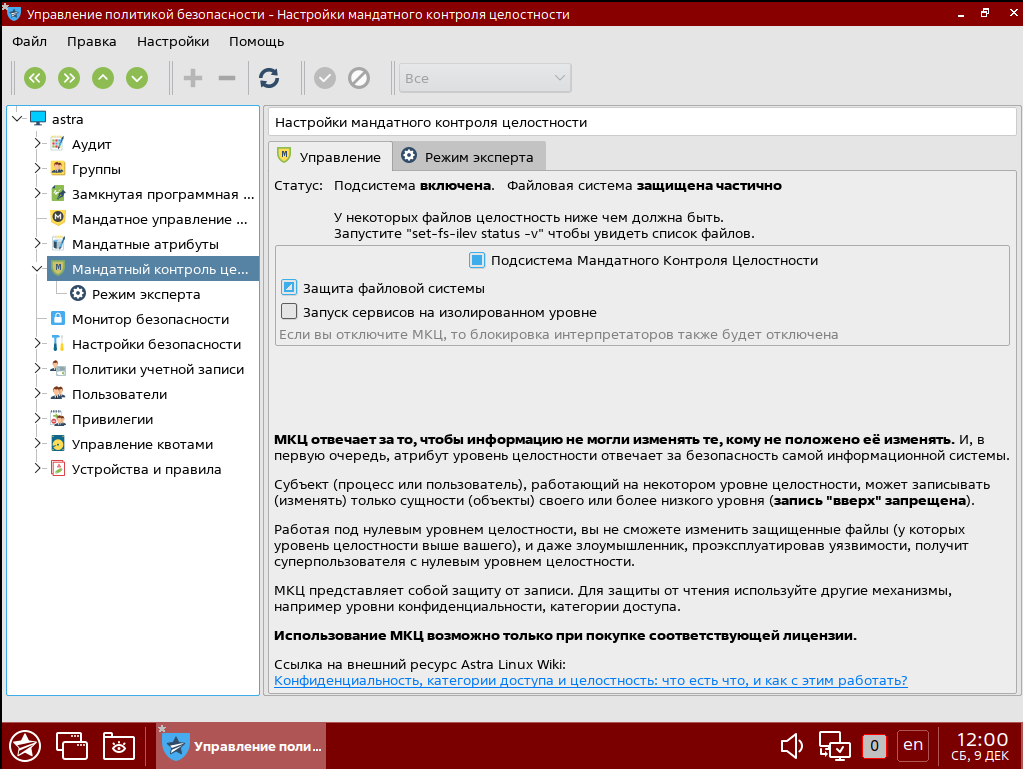 Управление политикой безопасности - Настройки мандатного контроля целостности
Файл Правка Настройки Помощь
Все
astra
Аудит
Группы
Замкнутая программная ...
Мандатное управление ...
Мандатные атрибуты
Мандатный контроль це...
Режим эксперта
Монитор безопасности
Настройки безопасности
Политики учетной записи
Пользователи
Привилегии
Управление квотами
Устройства и правила
Настройки мандатного контроля целостности
Управление Режим эксперта
Статус: Подсистема включена. Файловая система защищена частично
У некоторых файлов целостность ниже чем должна быть.
Запустите "set-fs-ilev status -v" чтобы увидеть список файлов.
Подсистема Мандатного Контроля Целостности
Защита файловой системы
Запуск сервисов на изолированном уровне
Если вы отключите МКЦ, то блокировка интерпретаторов также будет отключена
МКЦ отвечает за то, чтобы информацию не могли изменять те, кому не положено её изменять. И, в
первую очередь, атрибут уровень целостности отвечает за безопасность самой информационной системы.
Субъект (процесс или пользователь), работающий на некотором уровне целостности, может записывать
(изменять) только сущности (объекты) своего или более низкого уровня (запись "вверх" запрещена).
Работая под нулевым уровнем целостности, вы не сможете изменить защищенные файлы (у которых
уровень целостности выше вашего), и даже злоумышленник, проэксплуатировав уязвимости, получит
суперпользователя с нулевым уровнем целостности.
МКЦ представляет собой защиту от записи. Для защиты от чтения используйте другие механизмы,
например уровни конфиденциальности, категории доступа.
Использование МКЦ возможно только при покупке соответствующей лицензии.
Ссылка на внешний ресурс Astra Linux Wiki:
Конфиденциальность, категории доступа и целостность: что есть что, и как с этим работать?
Управление поли...
0
en
12:00
СБ, 9 ДЕК